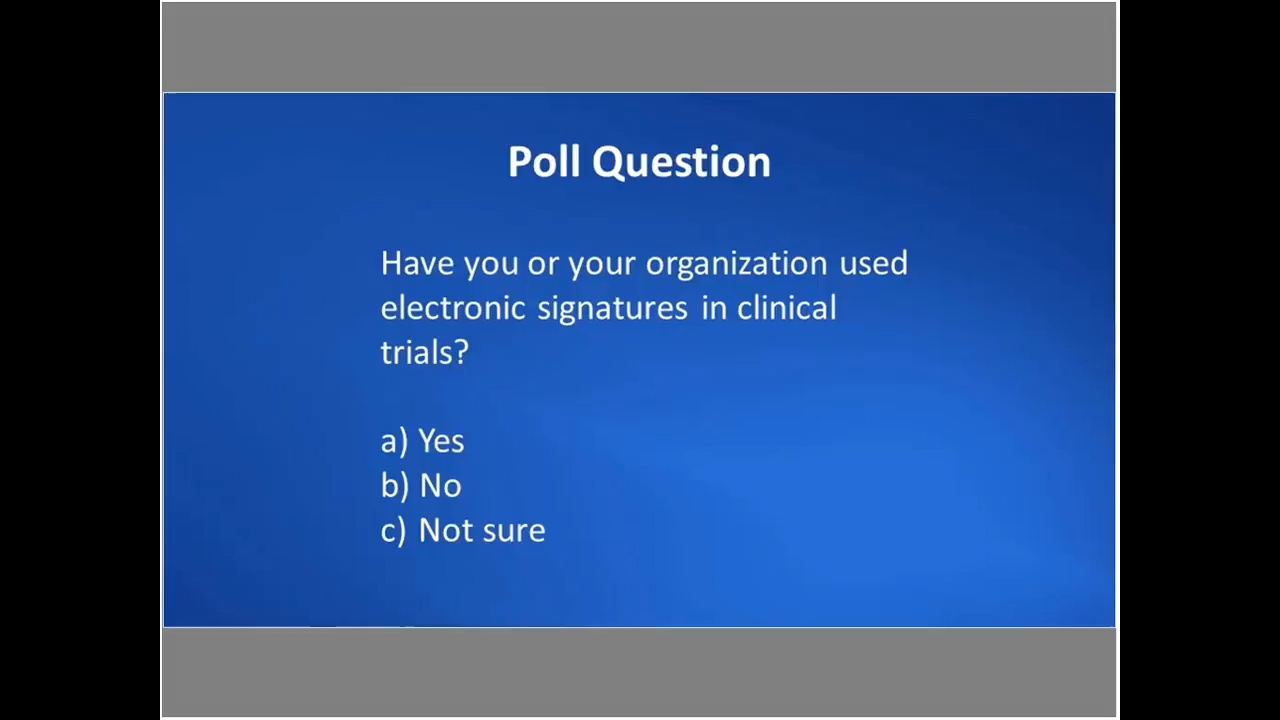 Poll Question
Have you or your organization used
electronic signatures in clinical
trials?
a) Yes
b) No
c) Not sure